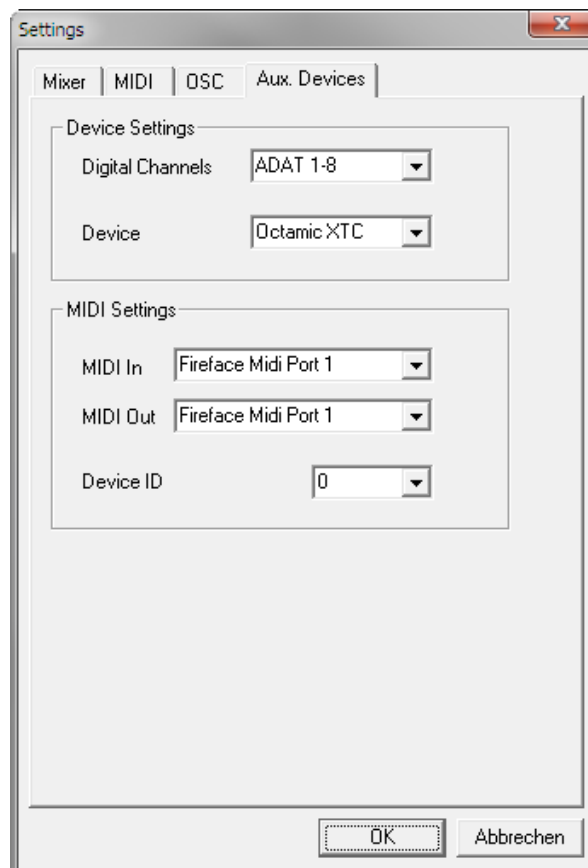 Settings
Mixer MIDI OSC Aux. Devices
Device Settings
Digital Channels ADAT 1-8
Device Octamic XTC
MIDI Settings
MIDI In Fireface Midi Port 1
MIDI Out Fireface Midi Port 1
Device ID 0
OK Abbrechen